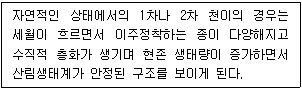 자연적인 상태에서의 1차나 2차 천이의 경우는
세월이 흐르면서 이주정착하는 종이 다양해지고
수직적 층화가 생기며 현존 생태량이 증가하면서
산림생태계가 안정된 구조를 보이게 된다.